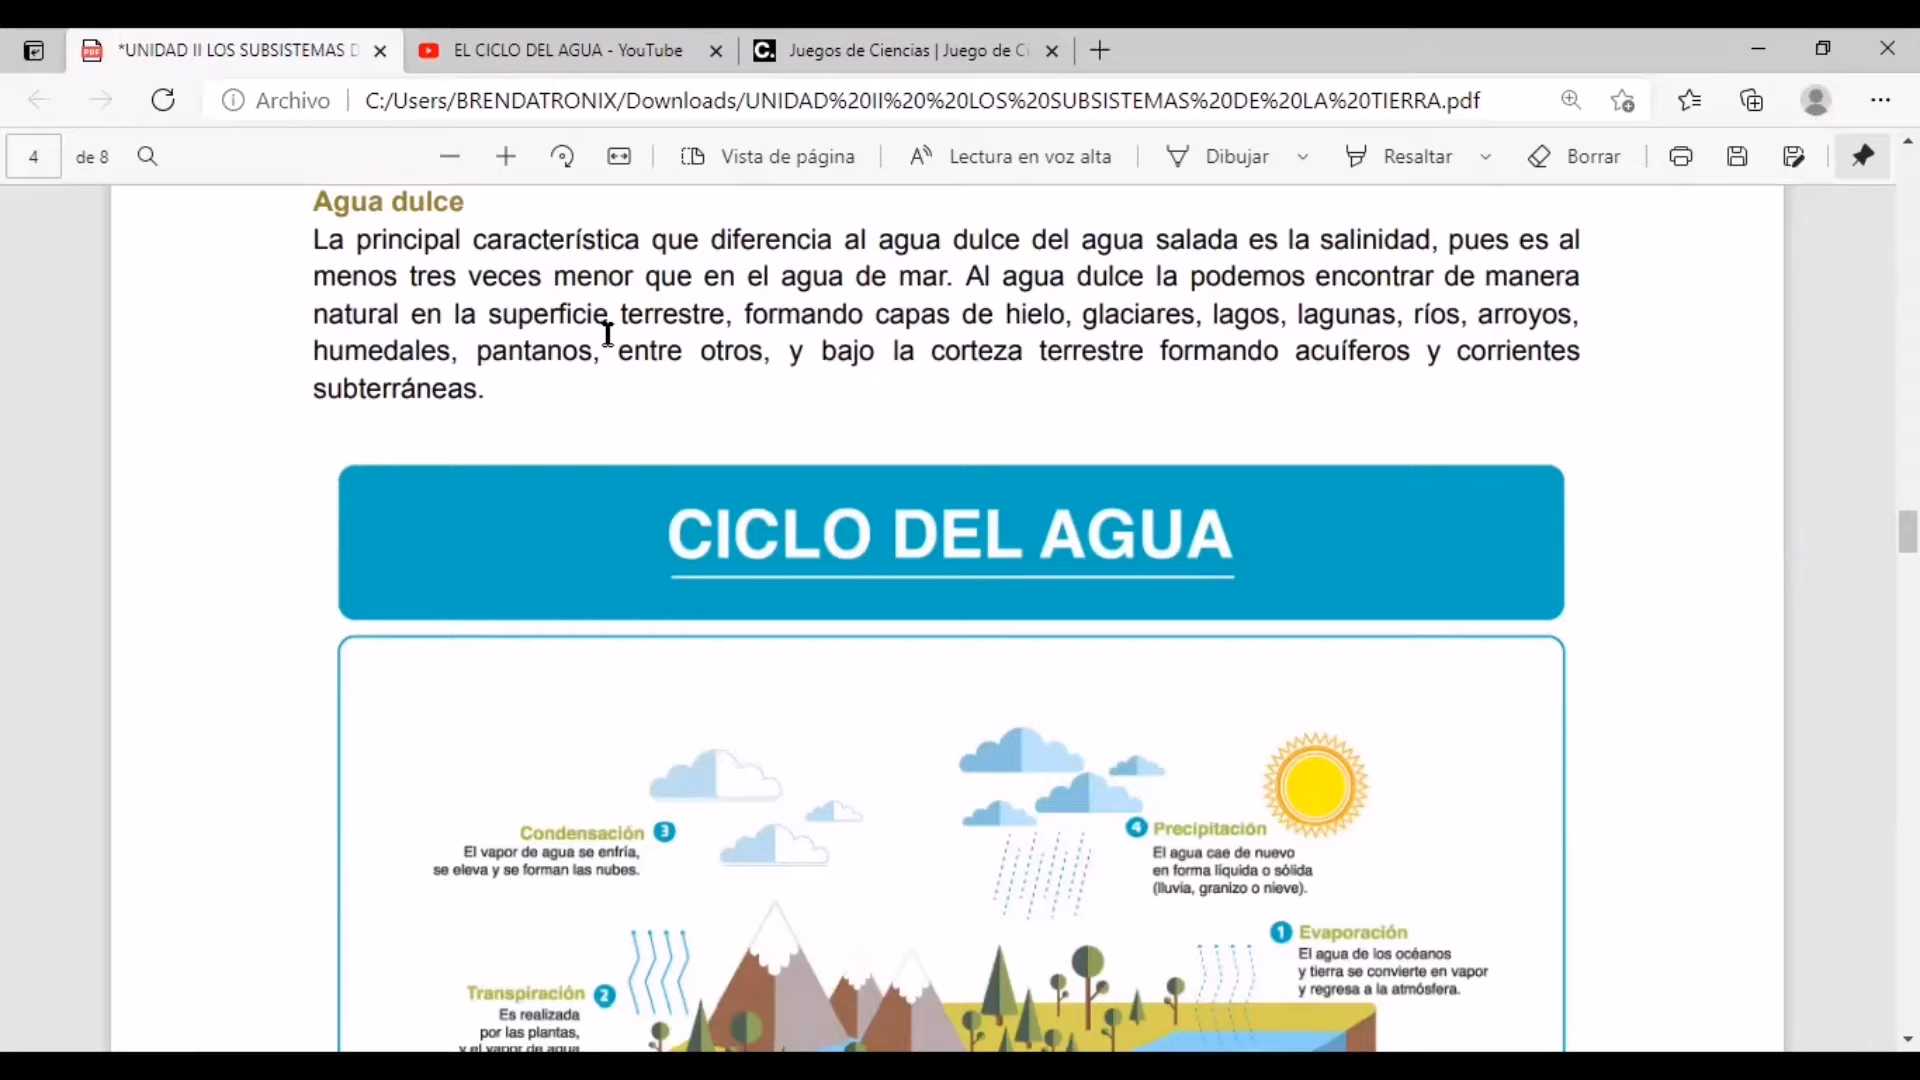 *UNIDAD II LOS SUBSISTEMAS D
EL CICLO DEL AGUA - YouTube
Juegos de Ciencias | Juego de Ci
Archivo
C:/Users/BRENDATRONIX/Downloads/UNIDAD%20II%20%20LOS%20SUBSISTEMAS%20DE%20LA%20TIERRA.pdf
4 de 8
Vista de página
Lectura en voz alta
Dibujar
Resaltar
Borrar
Agua dulce
La principal característica que diferencia al agua dulce del agua salada es la salinidad, pues es al
menos tres veces menor que en el agua de mar. Al agua dulce la podemos encontrar de manera
natural en la superficie terrestre, formando capas de hielo, glaciares, lagos, lagunas, ríos, arroyos,
humedales, pantanos, entre otros, y bajo la corteza terrestre formando acuíferos y corrientes
subterráneas.
CICLO DEL AGUA
Condensación 3
El vapor de agua se enfría,
se eleva y se forman las nubes.
4 Precipitación
El agua cae de nuevo
en forma líquida o sólida
(lluvia, granizo o nieve).
1 Evaporación
El agua de los océanos
y tierra se convierte en vapor
y regresa a la atmósfera.
Transpiración 2
Es realizada
por las plantas,
y el vapor de agua